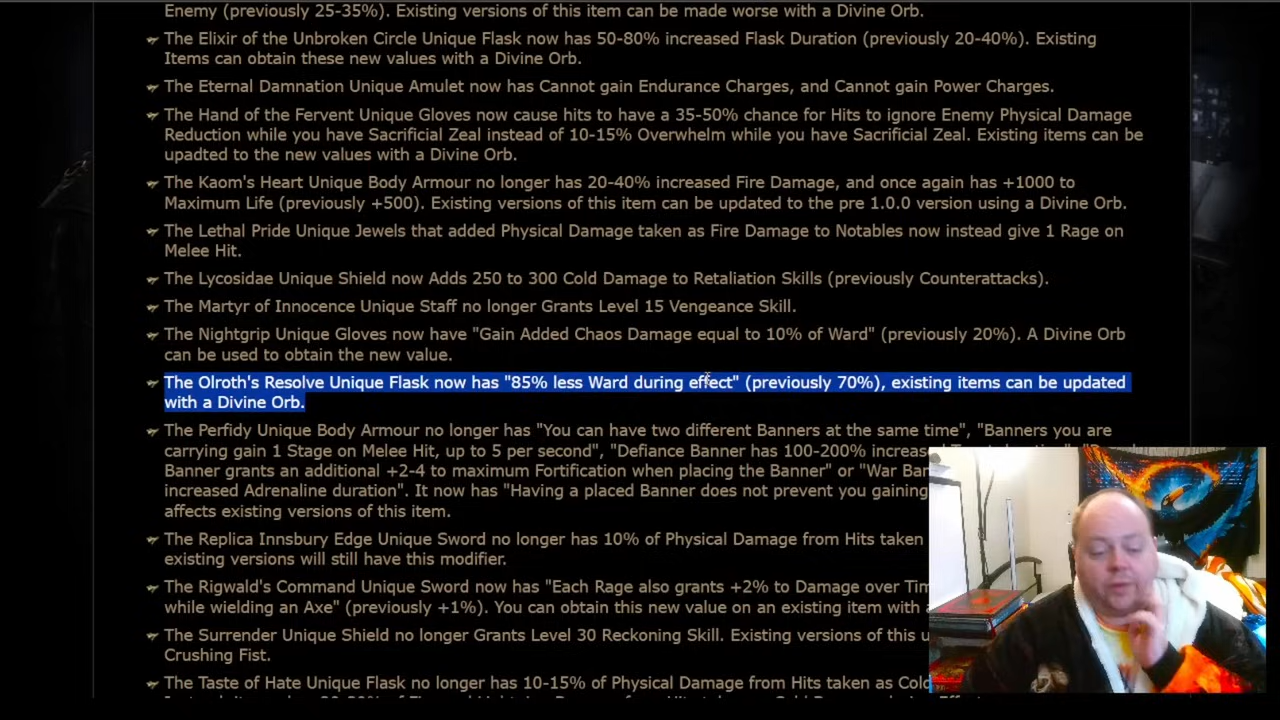 Enemy (previously 25-35%). Existing versions of this item can be made worse with a Divine Orb.
The Elixir of the Unbroken Circle Unique Flask now has 50-80% increased Flask Duration (previously 20-40%). Existing
Items can obtain these new values with a Divine Orb.
The Eternal Damnation Unique Amulet now has Cannot gain Endurance Charges, and Cannot gain Power Charges.
The Hand of the Fervent Unique Gloves now cause hits to have a 35-50% chance for Hits to ignore Enemy Physical Damage
Reduction while you have Sacrificial Zeal instead of 10-15% Overwhelm while you have Sacrificial Zeal. Existing items can be
upadted to the new values with a Divine Orb.
The Kaom's Heart Unique Body Armour no longer has 20-40% increased Fire Damage, and once again has +1000 to
Maximum Life (previously +500). Existing versions of this item can be updated to the pre 1.0.0 version using a Divine Orb.
The Lethal Pride Unique Jewels that added Physical Damage taken as Fire Damage to Notables now instead give 1 Rage on
Melee Hit.
The Lycosidae Unique Shield now Adds 250 to 300 Cold Damage to Retaliation Skills (previously Counterattacks).
The Martyr of Innocence Unique Staff no longer Grants Level 15 Vengeance Skill.
The Nightgrip Unique Gloves now have "Gain Added Chaos Damage equal to 10% of Ward" (previously 20%). A Divine Orb
can be used to obtain the new value.
The Olroth's Resolve Unique Flask now has "85% less Ward during effect" (previously 70%), existing items can be updated
with a Divine Orb.
The Perfidy Unique Body Armour no longer has "You can have two different Banners at the same time", "Banners you are
carrying gain 1 Stage on Melee Hit, up to 5 per second", "Defiance Banner has 100-200% increased
Banner grants an additional +2-4 to maximum Fortification when placing the Banner" or "War Ban
increased Adrenaline duration". It now has "Having a placed Banner does not prevent you gaining
affects existing versions of this item.
The Replica Innsbury Edge Unique Sword no longer has 10% of Physical Damage from Hits taken
existing versions will still have this modifier.
The Rigwald's Command Unique Sword now has "Each Rage also grants +2% to Damage over Tim
while wielding an Axe" (previously +1%). You can obtain this new value on an existing item with a
The Surrender Unique Shield no longer Grants Level 30 Reckoning Skill. Existing versions of this u
Crushing Fist.
The Taste of Hate Unique Flask no longer has 10-15% of Physical Damage from Hits taken as Cold